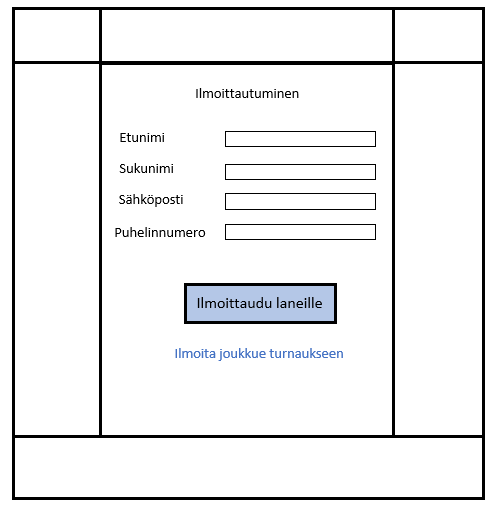 Ilmoittautuminen
Etunimi
Sukunimi
Sähköposti
Puhelinnumero
Ilmoittaudu laneille
Ilmoita joukkue turnaukseen